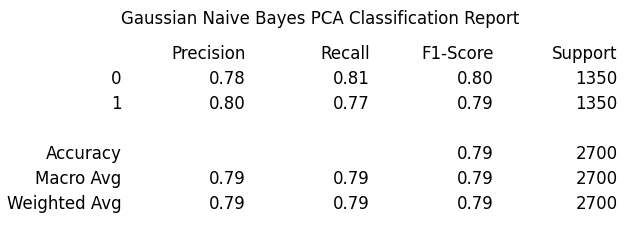 Gaussian Naive Bayes PCA Classification Report
Precision Recall F1-Score Support
0 0.78 0.81 0.80 1350
1 0.80 0.77 0.79 1350
Accuracy 0.79 2700
Macro Avg 0.79 0.79 0.79 2700
Weighted Avg 0.79 0.79 0.79 2700